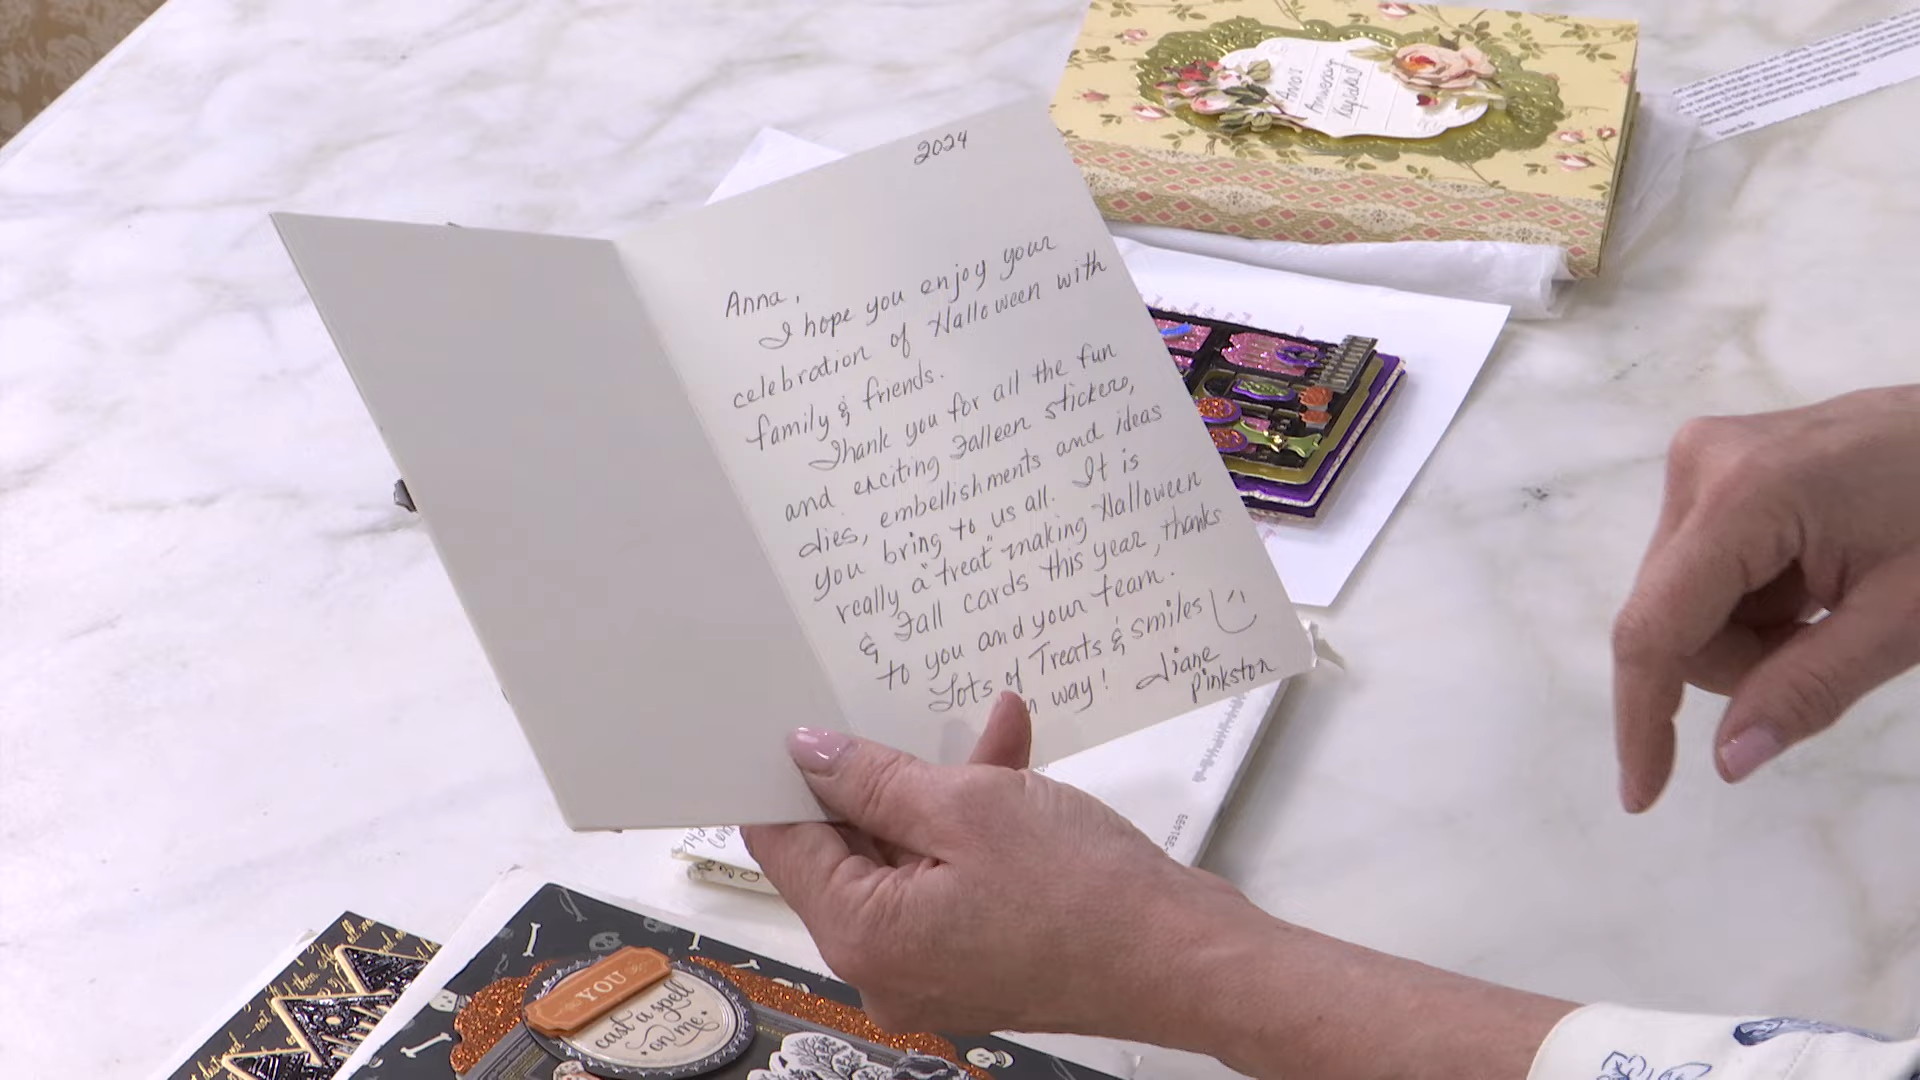 2024
Anna,
I hope you enjoy your
celebration of Halloween with
family & friends.
Thank you for all the fun
and exciting Falleen stickers,
dies, embellishments and ideas
you bring to us all. It is
really a "treat" making Halloween
& Fall cards this year, thanks
to you and your team.
Lots of Treats & smiles
way! Diane
Pinkston
Anna's
Anniversary
Keepsakes
YOU
cast a spell
on me